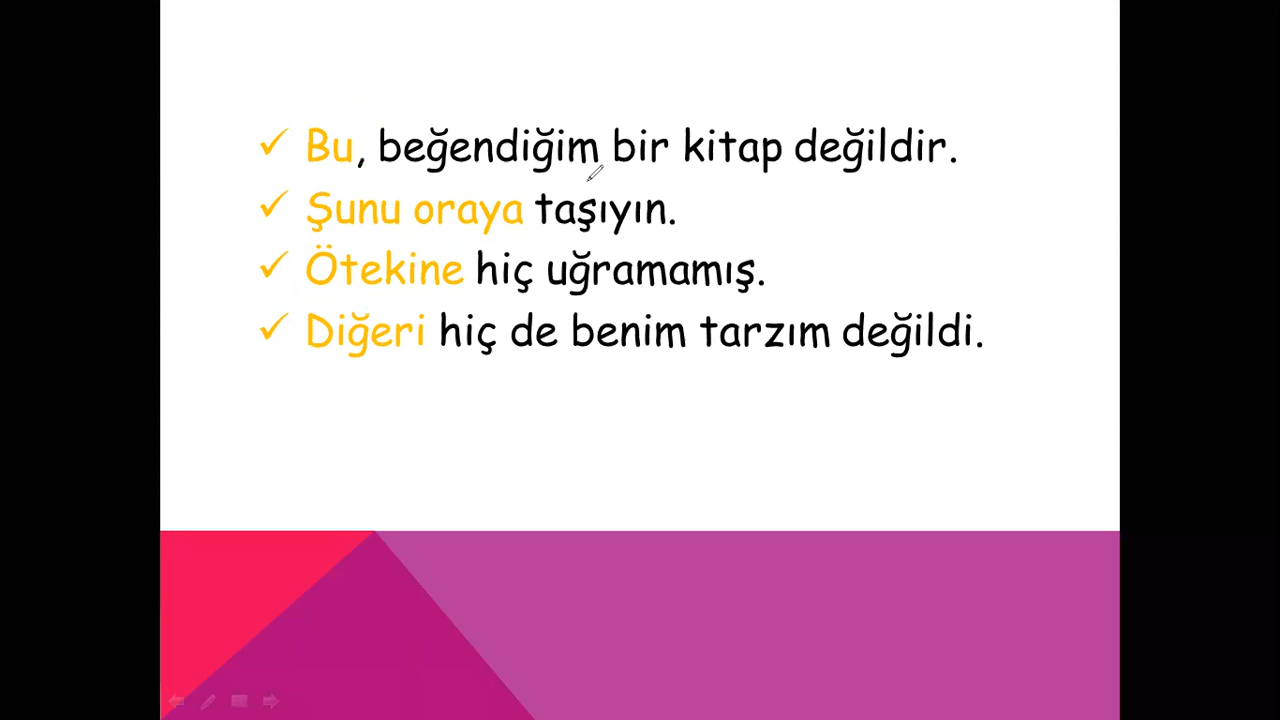 ✓ Bu, beğendiğim bir kitap değildir.
✓ Şunu oraya taşıyın.
✓ Ötekine hiç uğramamış.
✓ Diğeri hiç de benim tarzım değildi.